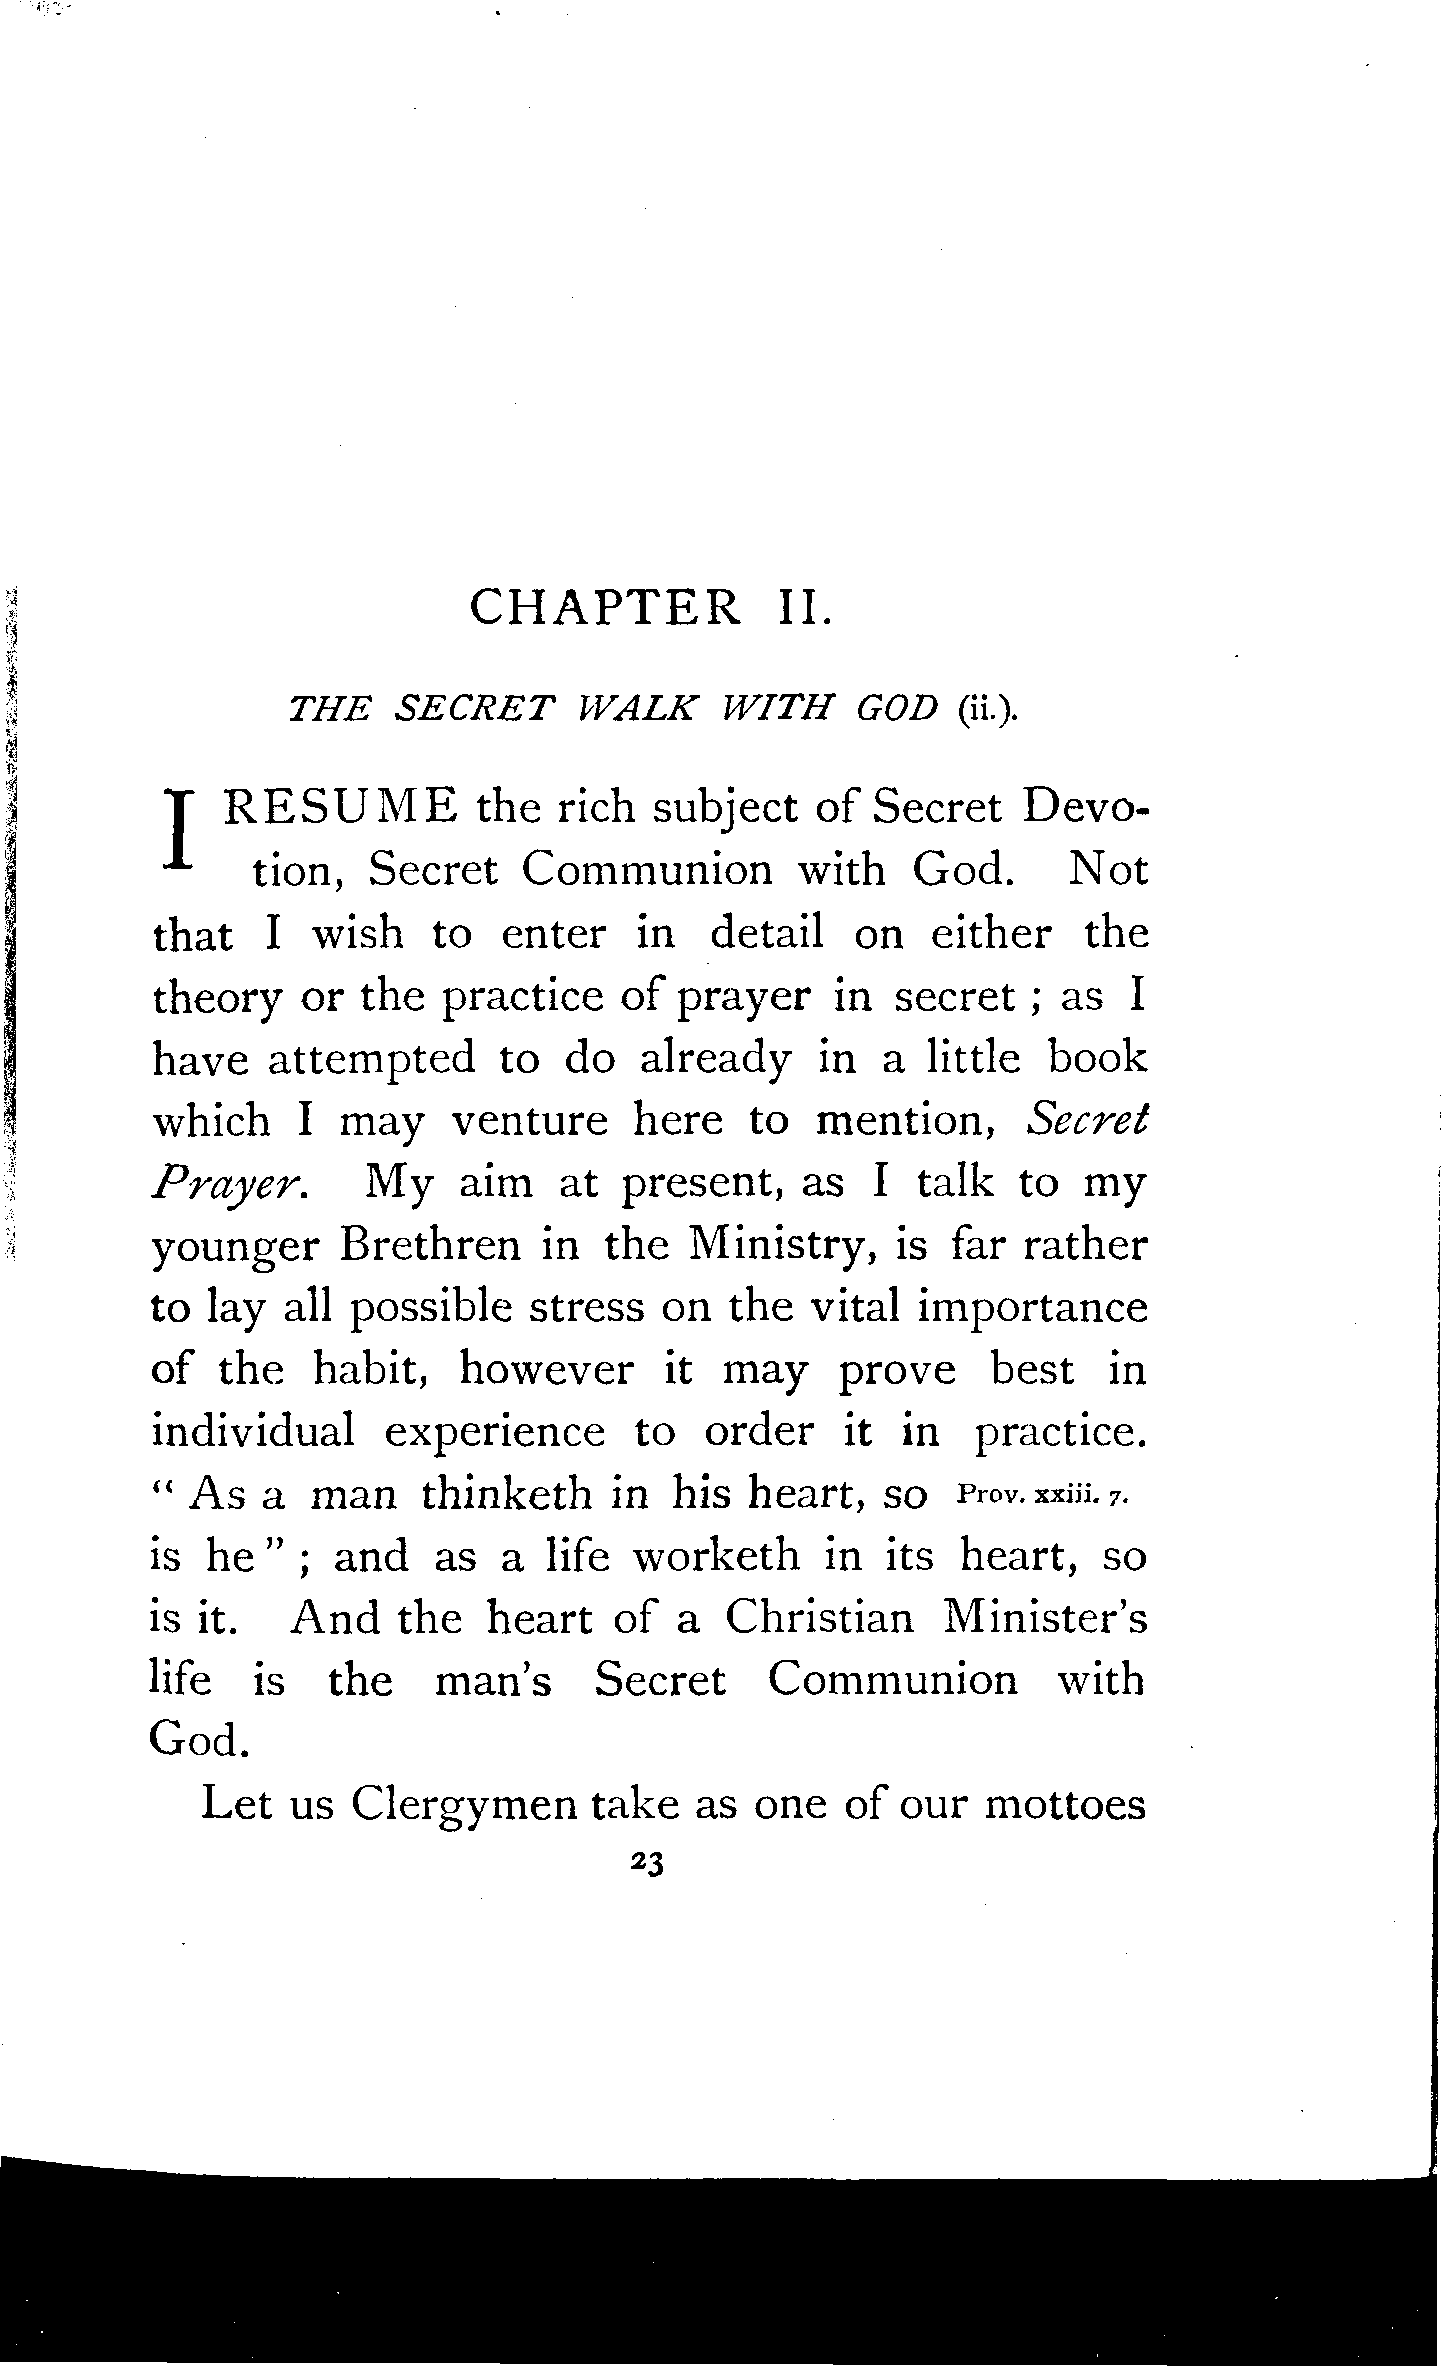 CHAPTER II.
THE SECRET WALK WITH GOD (ii.).
I RESUME the rich subject of Secret Devo-
tion, Secret Communion with God. Not
that I wish to enter in detail on either the
theory or the practice of prayer in secret ; as I
have attempted to do already in a little book
which I may venture here to mention, Secret
Prayer. My aim at present, as I talk to my
younger Brethren in the Ministry, is far rather
to lay all possible stress on the vital importance
of the habit, however it may prove best in
individual experience to order it in practice.
“ As a man thinketh in his heart, so Prov. xxiii. 7.
is he ” ; and as a life worketh in its heart, so
is it. And the heart of a Christian Minister's
life is the man's Secret Communion with
God.
Let us Clergymen take as one of our mottoes
23